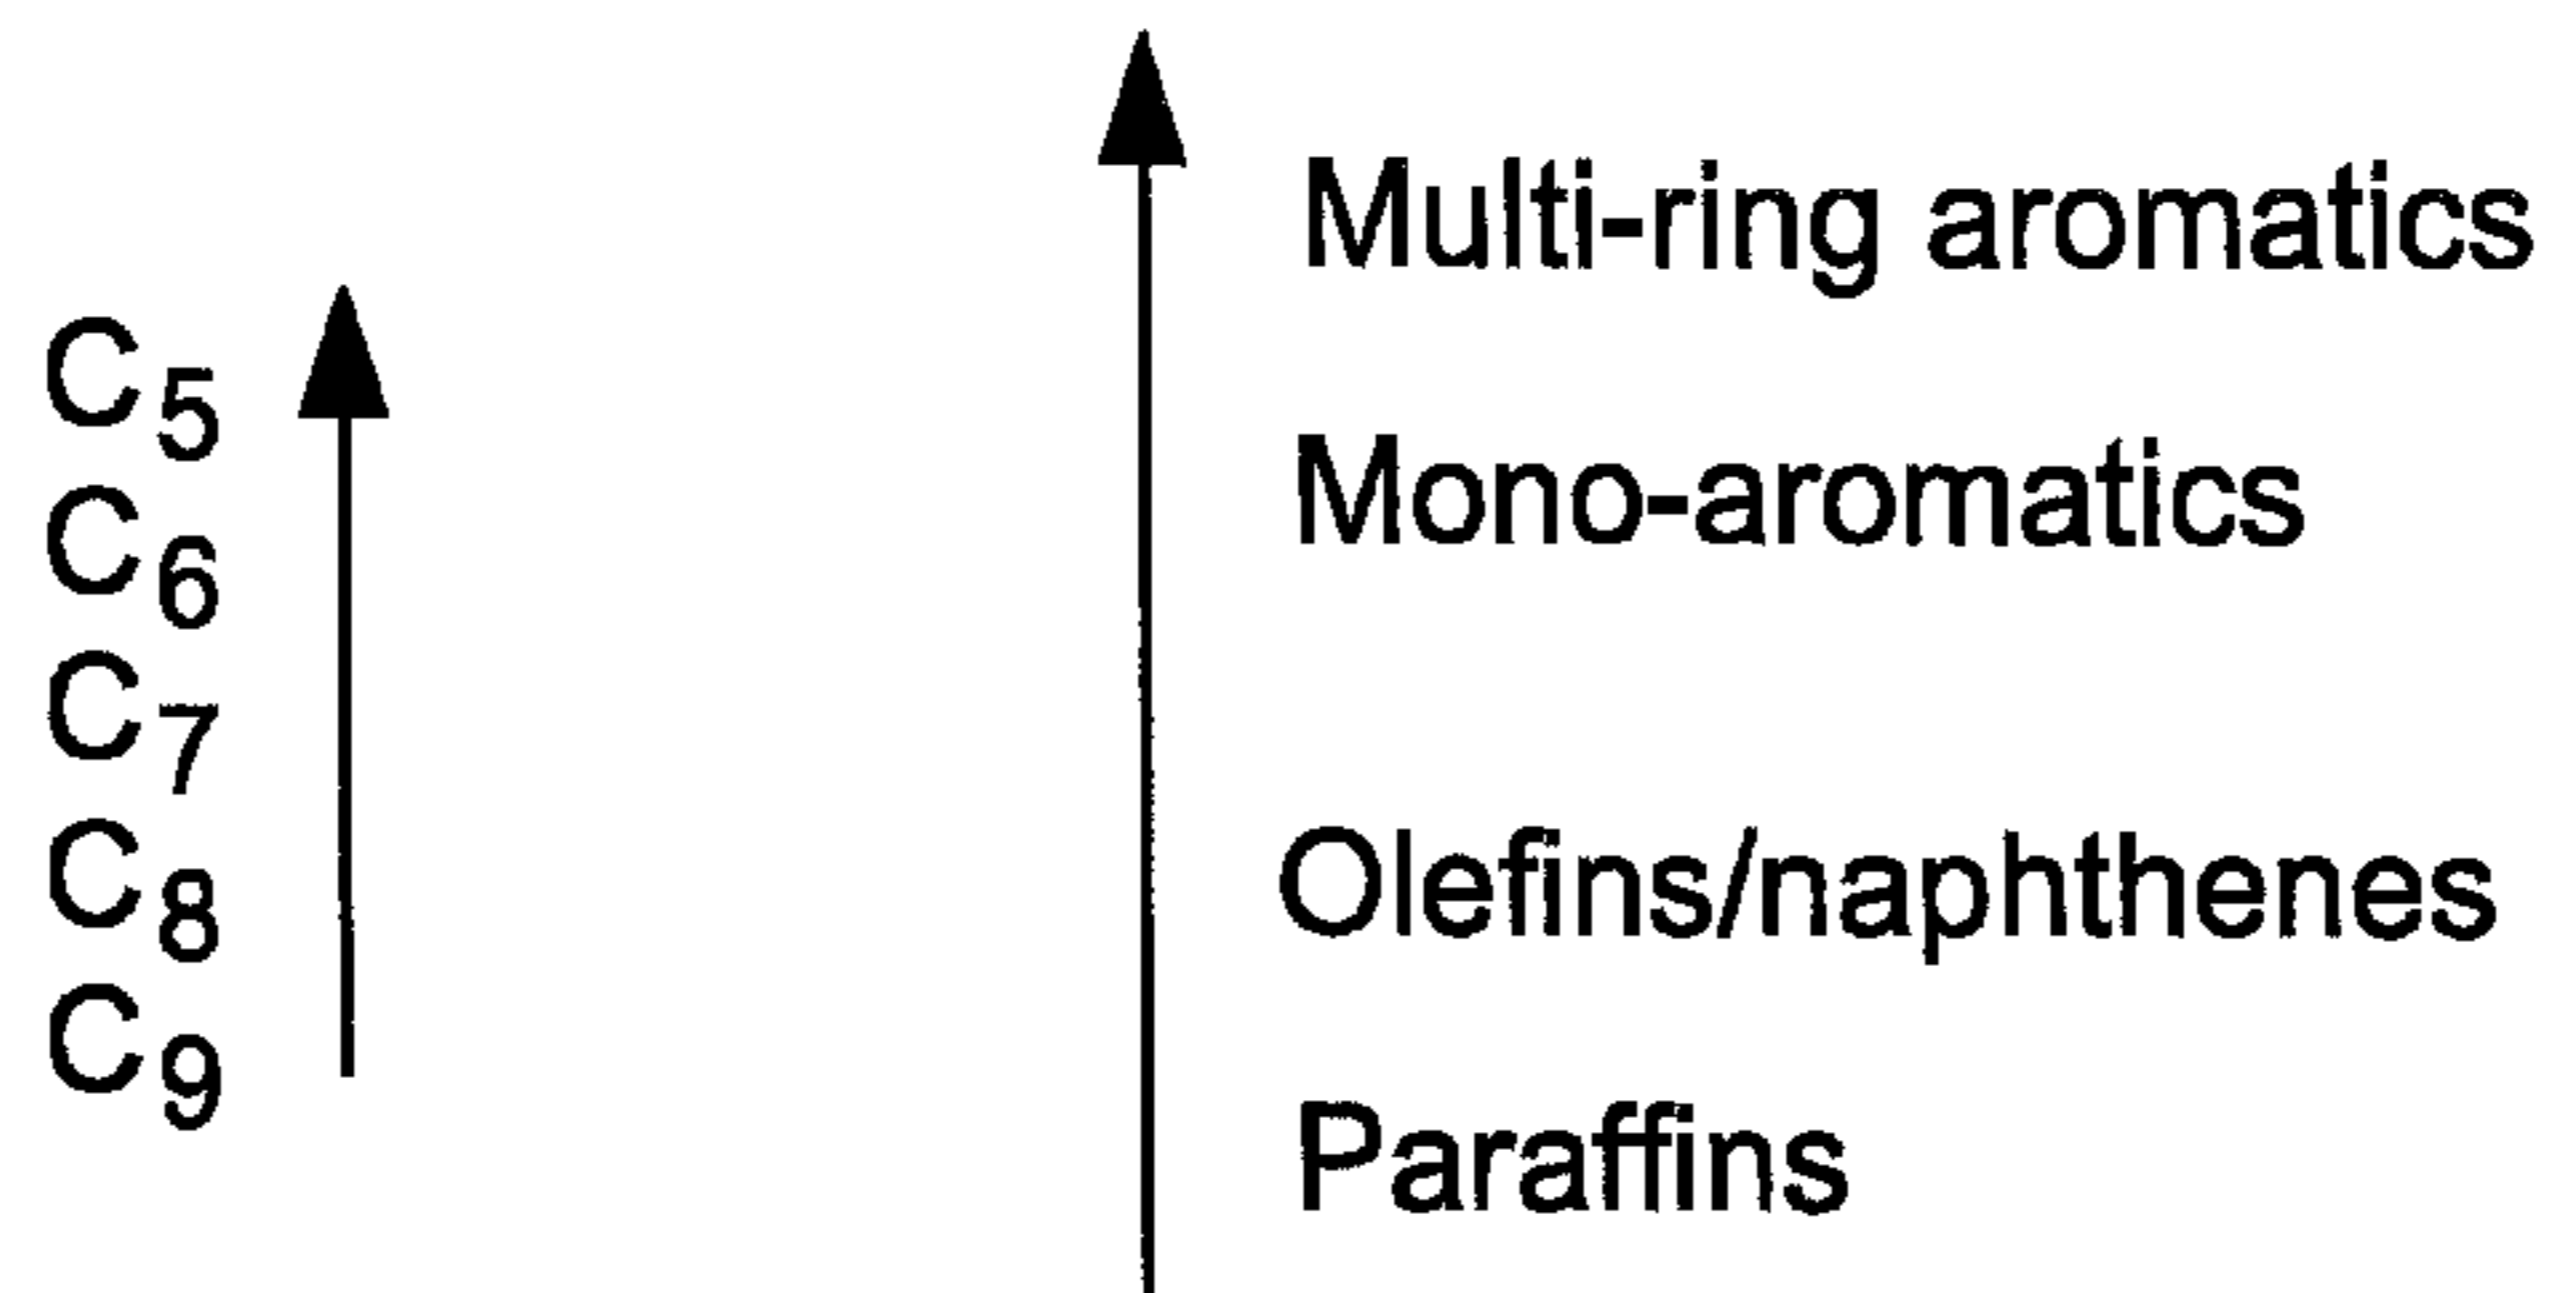 C5
C6
C7
C8
C9
Multi-ring aromatics
Mono-aromatics
Olefins/naphthenes
Paraffins